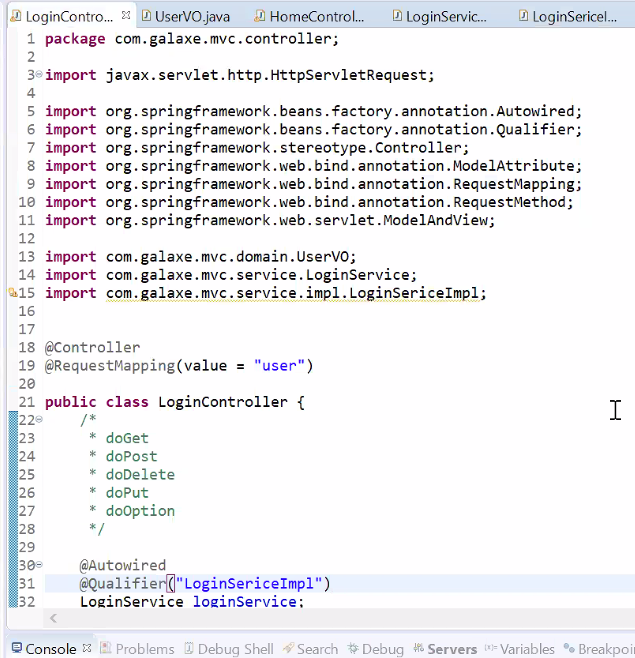 LoginContro... UserVO.java HomeControl... LoginServic... LoginSericeI...
1 package com.galaxe.mvc.controller;
2
3 import javax.servlet.http.HttpServletRequest;
4
5 import org.springframework.beans.factory.annotation.Autowired;
6 import org.springframework.beans.factory.annotation.Qualifier;
7 import org.springframework.stereotype.Controller;
8 import org.springframework.web.bind.annotation.ModelAttribute;
9 import org.springframework.web.bind.annotation.RequestMapping;
10 import org.springframework.web.bind.annotation.RequestMethod;
11 import org.springframework.web.servlet.ModelAndView;
12
13 import com.galaxe.mvc.domain.UserVO;
14 import com.galaxe.mvc.service.LoginService;
15 import com.galaxe.mvc.service.impl.LoginSericeImpl;
16
17
18 @Controller
19 @RequestMapping(value = "user")
20
21 public class LoginController {
22 /*
23 * doGet
24 * doPost
25 * doDelete
26 * doPut
27 * doOption
28 */
29
30 @Autowired
31 @Qualifier("LoginSericeImpl")
32 LoginService loginService;
Console Problems Debug Shell Search Debug Servers Variables Breakpoi